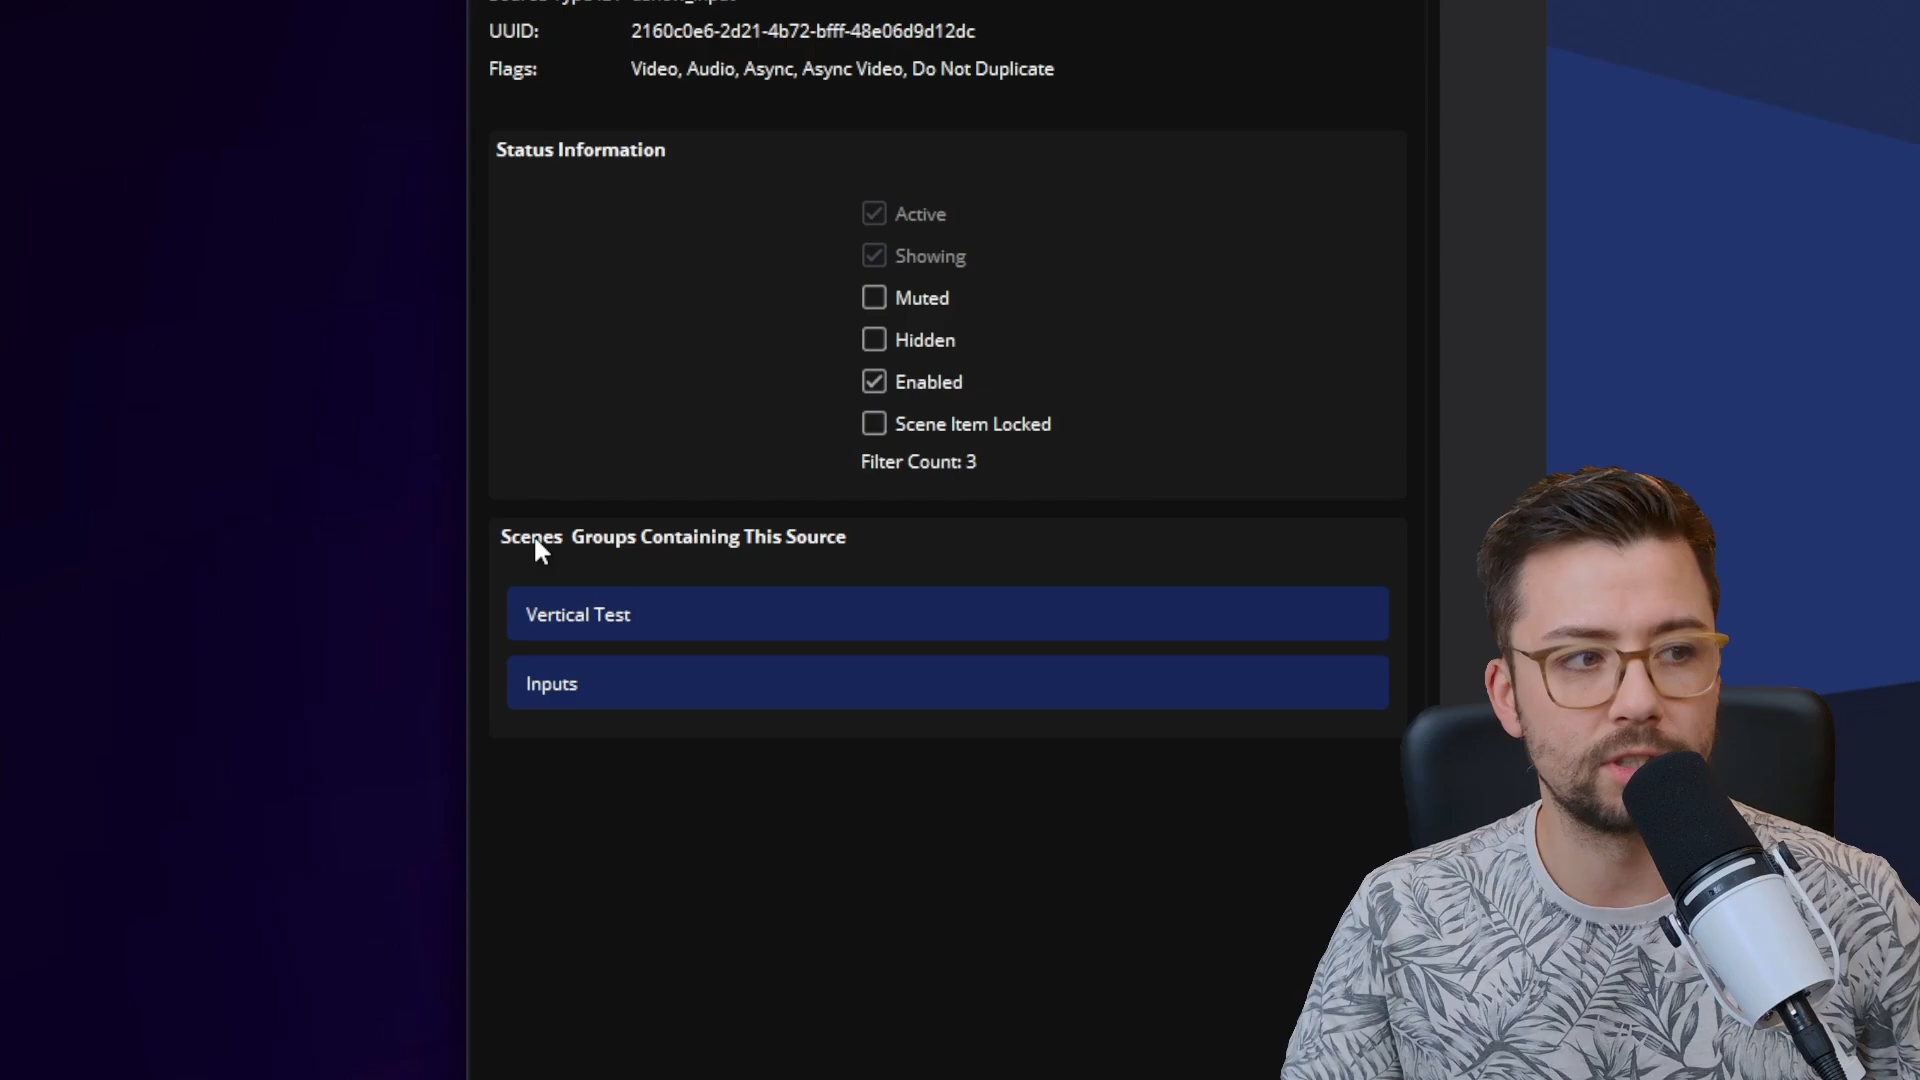 UUID: 2160c0e6-2d21-4b72-bfff-48e06d9d12dc
Flags: Video, Audio, Async, Async Video, Do Not Duplicate
Status Information
Active
Showing
Muted
Hidden
Enabled
Scene Item Locked
Filter Count: 3
Scenes Groups Containing This Source
Vertical Test
Inputs